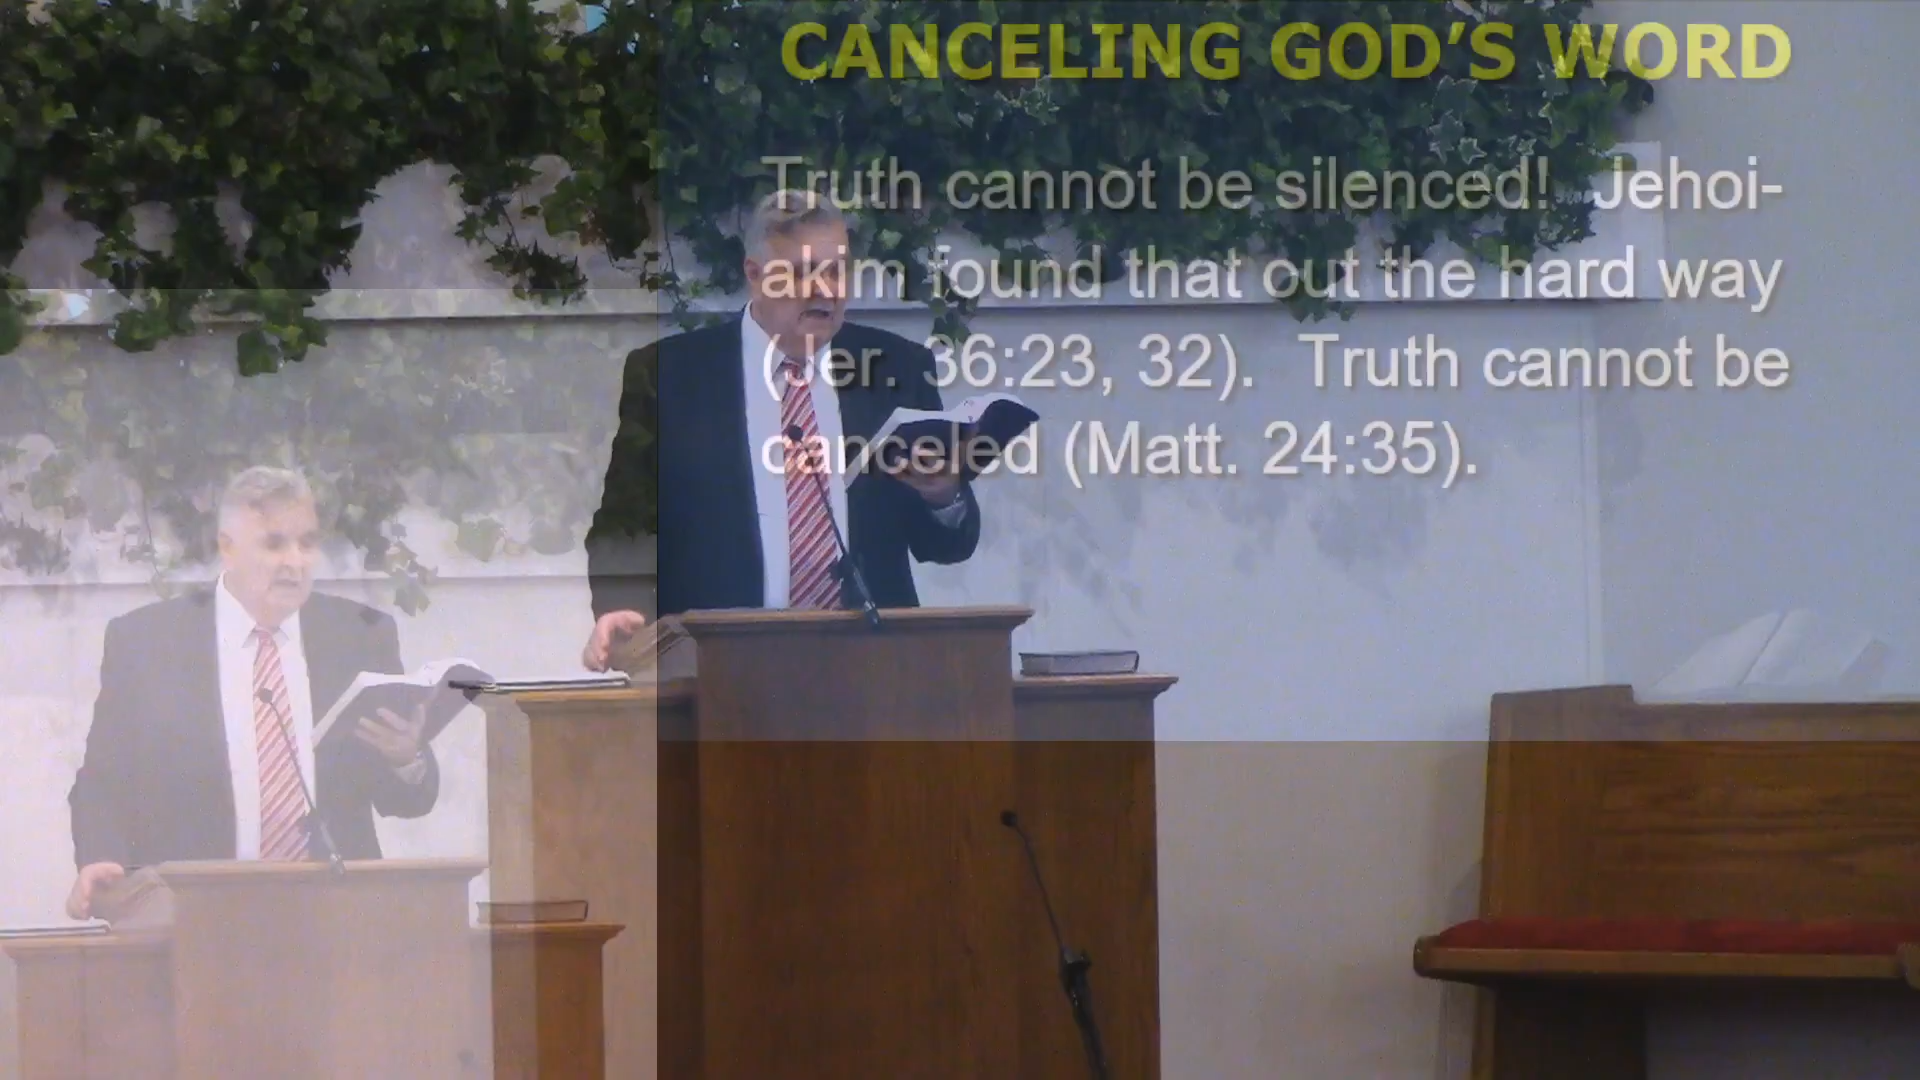 CANCELING GOD’S WORD
Truth cannot be silenced! Jehoi-
akim found that out the hard way
(Jer. 36:23, 32). Truth cannot be
canceled (Matt. 24:35).